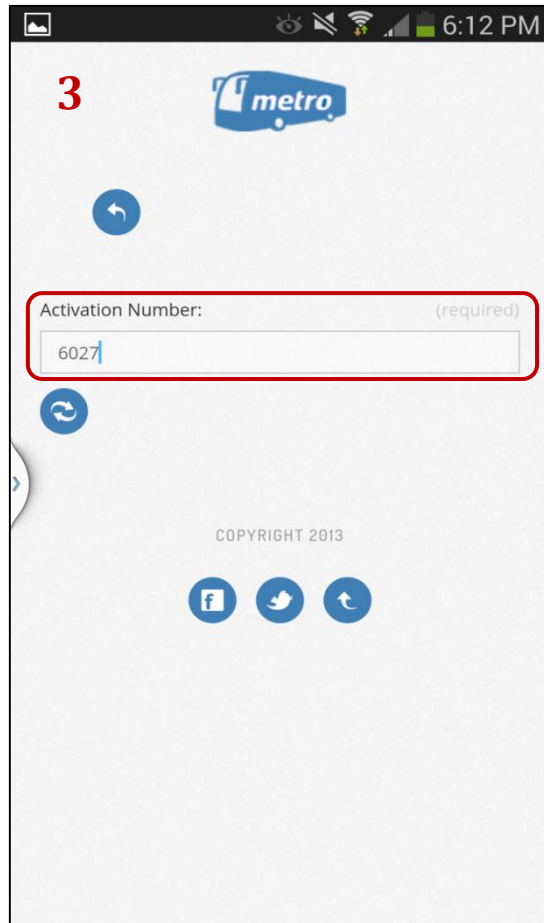 6:12 PM
3
metro
Activation Number: (required)
6027
COPYRIGHT 2013